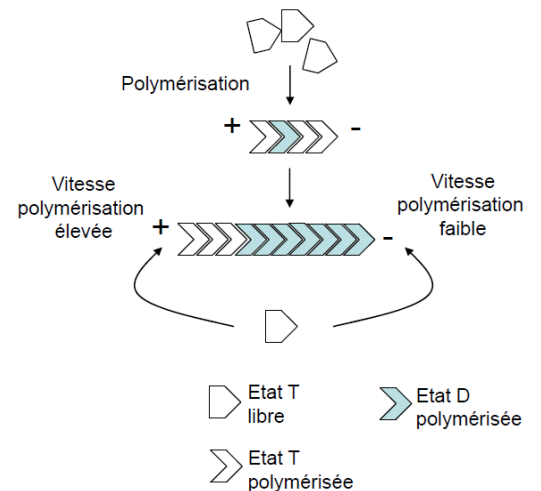 Polymérisation
+ -
Vitesse
polymérisation
élevée
Vitesse
polymérisation
faible
+ -
Etat T
libre
Etat D
polymérisée
Etat T
polymérisée